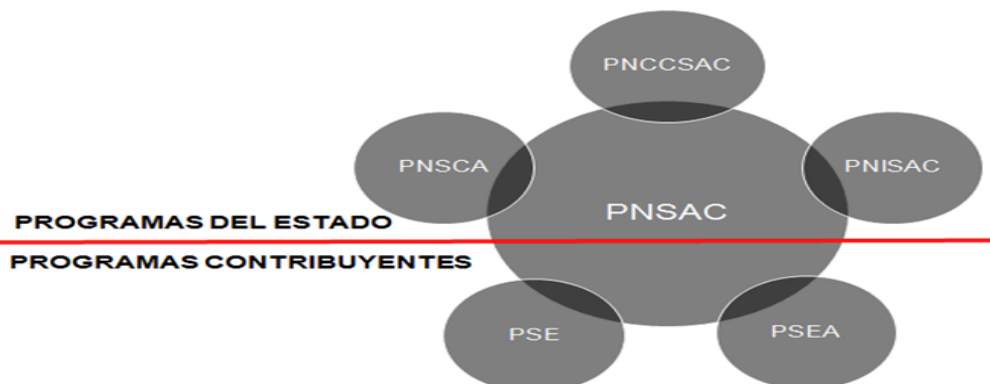 PNCCSAC
PNSCA
PNISAC
PNSAC
PROGRAMAS DEL ESTADO
PROGRAMAS CONTRIBUYENTES
PSE
PSEA